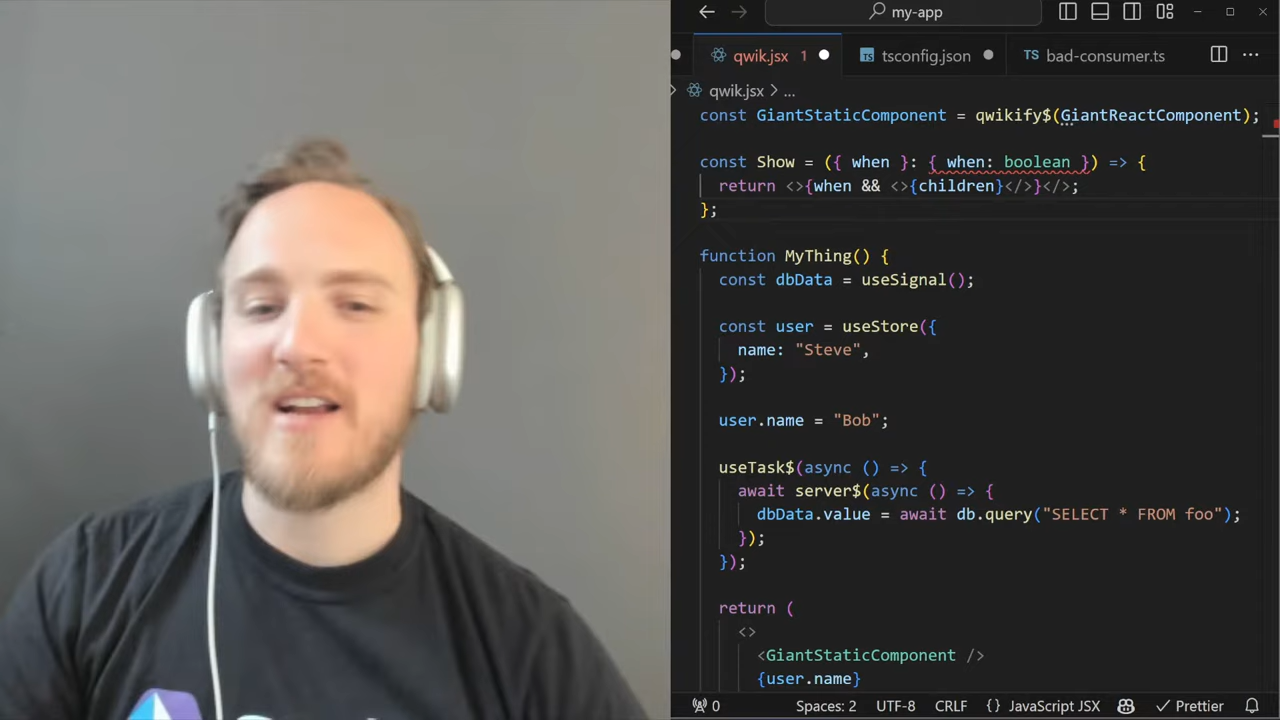 my-app
qwik.jsx 1
tsconfig.json
TS bad-consumer.ts
qwik.jsx > ...
const GiantStaticComponent = qwikify$(GiantReactComponent);
const Show = ({ when }: { when: boolean }) => {
return <>{when && <>{children}</>}</>;
};
function MyThing() {
const dbData = useSignal();
const user = useStore({
name: "Steve",
});
user.name = "Bob";
useTask$(async () => {
await server$(async () => {
dbData.value = await db.query("SELECT * FROM foo");
});
});
return (
<>
<GiantStaticComponent />
{user.name}
0 Spaces: 2 UTF-8 CRLF {} JavaScript JSX Prettier